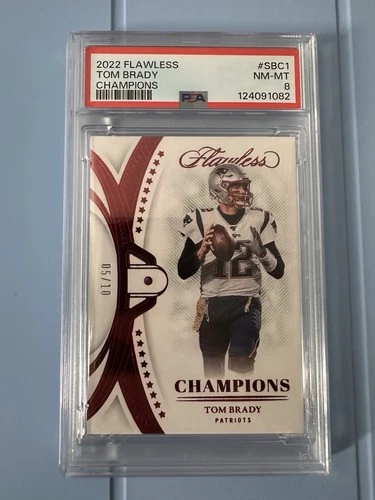 2022 FLAWLESS #SBC1
TOM BRADY NM-MT
CHAMPIONS 8
PSA 124091082
Flawless
12
05/10
CHAMPIONS
TOM BRADY
PATRIOTS